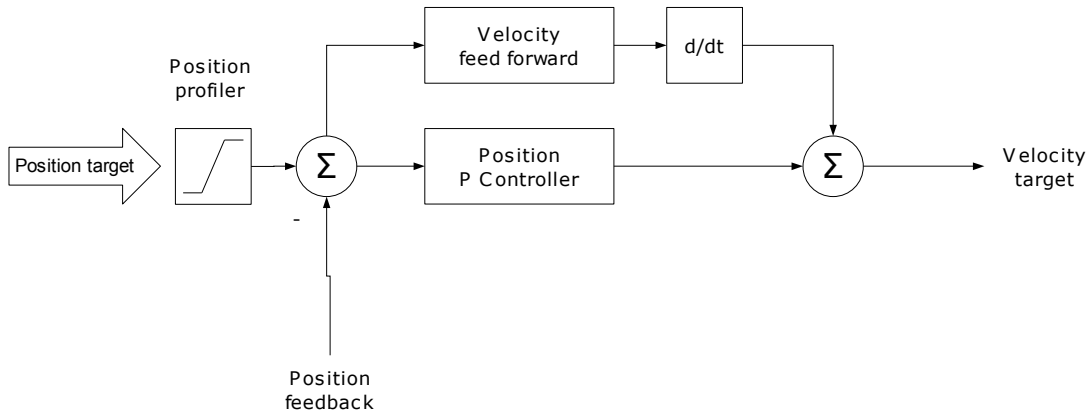 Velocity
feed forward
d/dt
Position
profiler
Position target
Σ
Position
P Controller
Σ
Velocity
target
-
Position
feedback